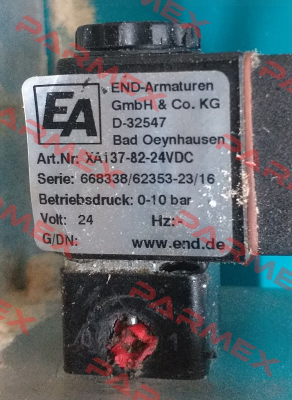 EA
END-Armaturen
GmbH & Co. KG
D-32547
Bad Oeynhausen
Art.Nr: XA137-82-24VDC
Serie: 668338/62353-23/16
Betriebsdruck: 0-10 bar
Volt: 24 Hz:-
G/DN: www.end.de
1
PARMEX
PARMEX
PARMEX